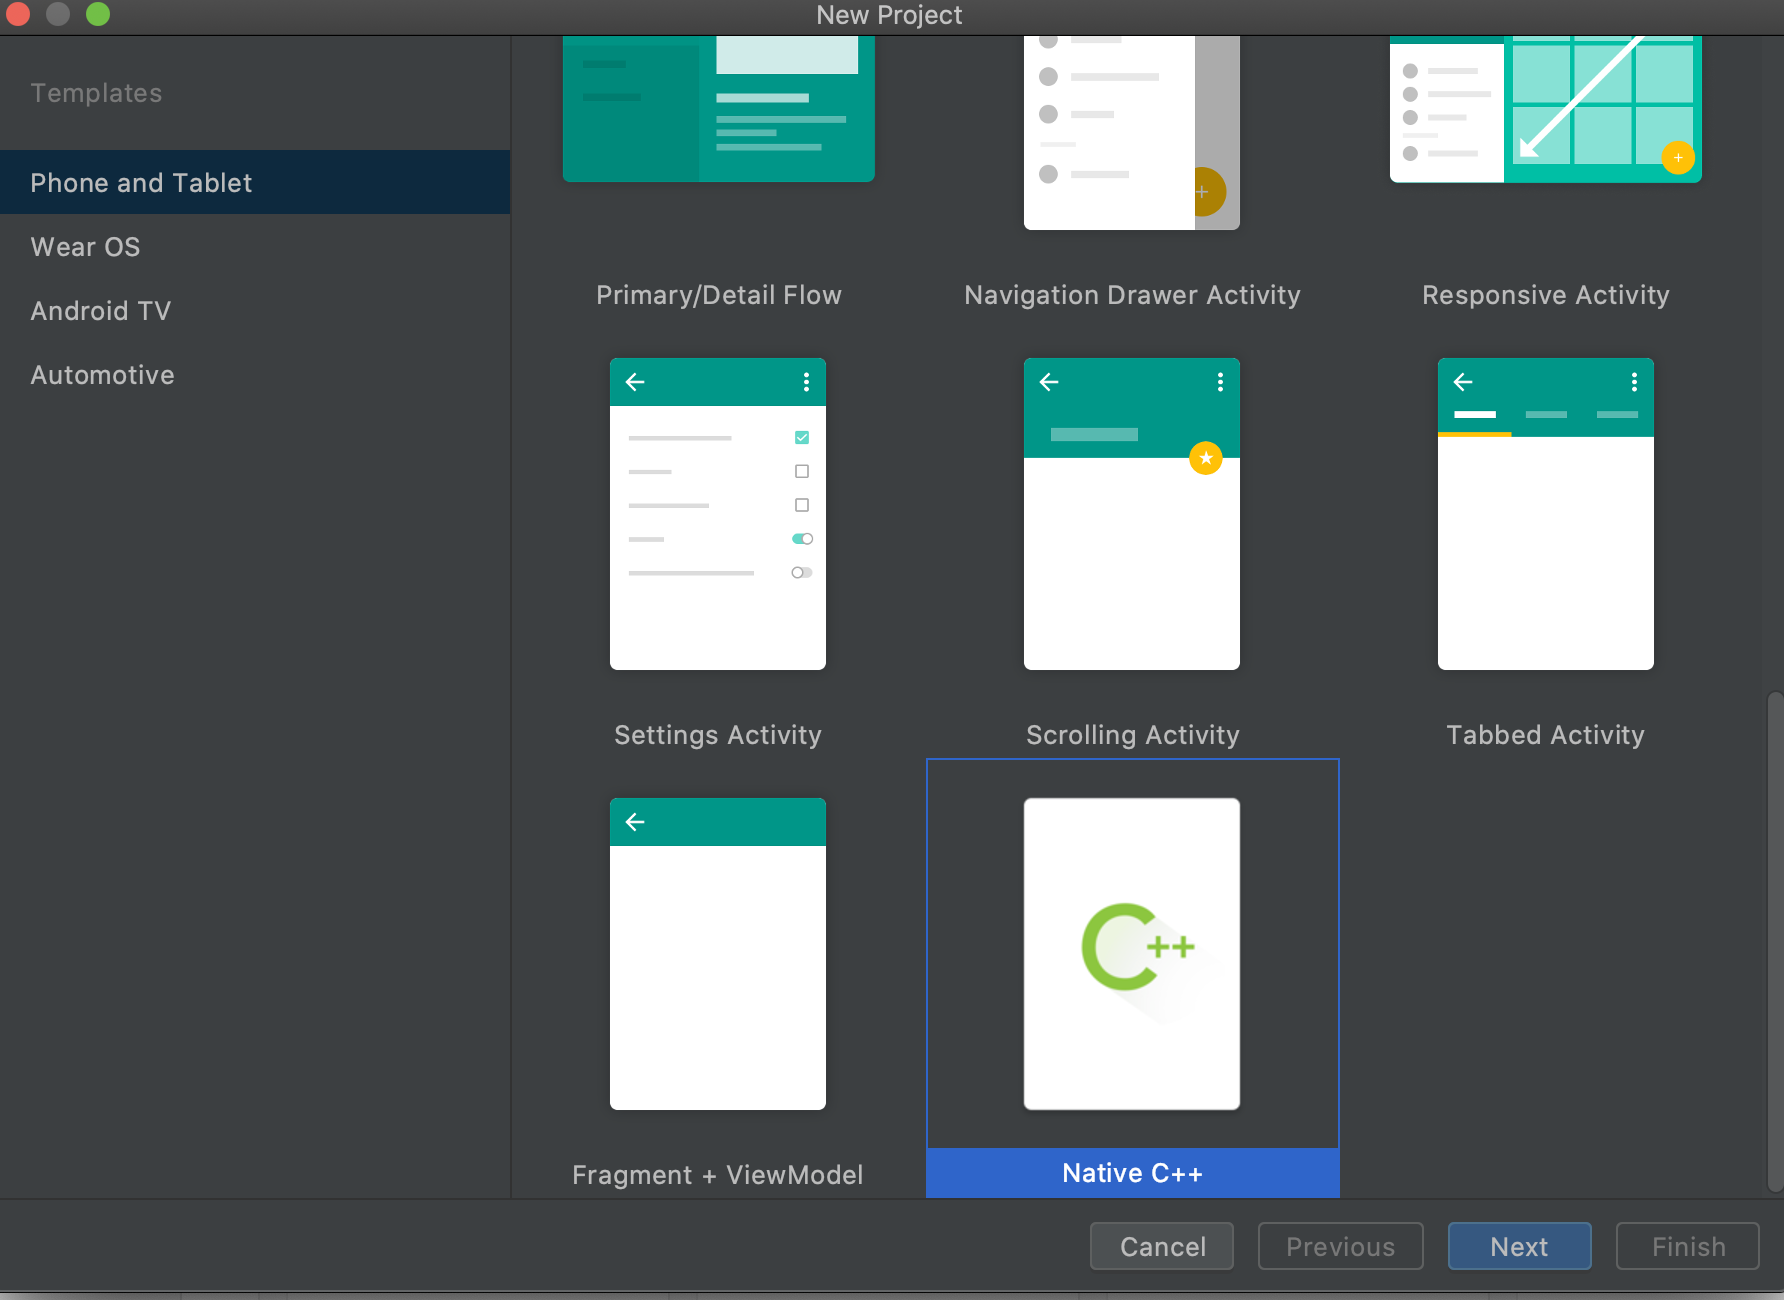 New Project
Templates
Phone and Tablet
Wear OS
Android TV
Automotive
Primary/Detail Flow
Navigation Drawer Activity
Responsive Activity
Settings Activity
Scrolling Activity
Tabbed Activity
C++
Fragment + ViewModel
Native C++
Cancel
Previous
Next
Finish